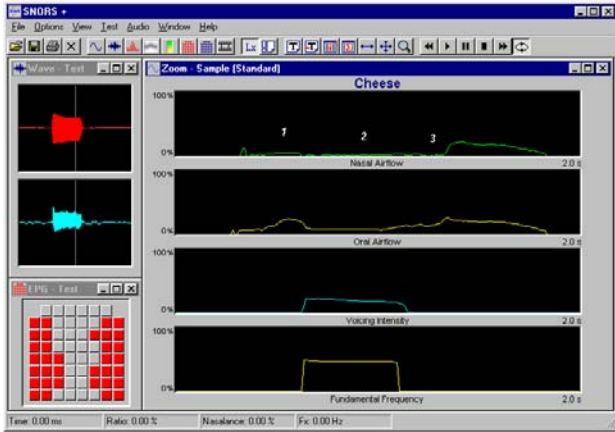 SNORS +
File Options View Test Audio Window Help
Lx
Wave - Test
Zoom - Sample (Standard)
Cheese
100%
1 2 3
0%
Nasal Airflow 2.0 s
100%
0%
Oral Airflow 2.0 s
100%
0%
Voicing Intensity 2.0 s
100%
0%
Fundamental Frequency 2.0 s
EPG - Test
Time: 0.00 ms Ratio: 0.00 % Nasalance: 0.00 % Fx: 0.00 Hz